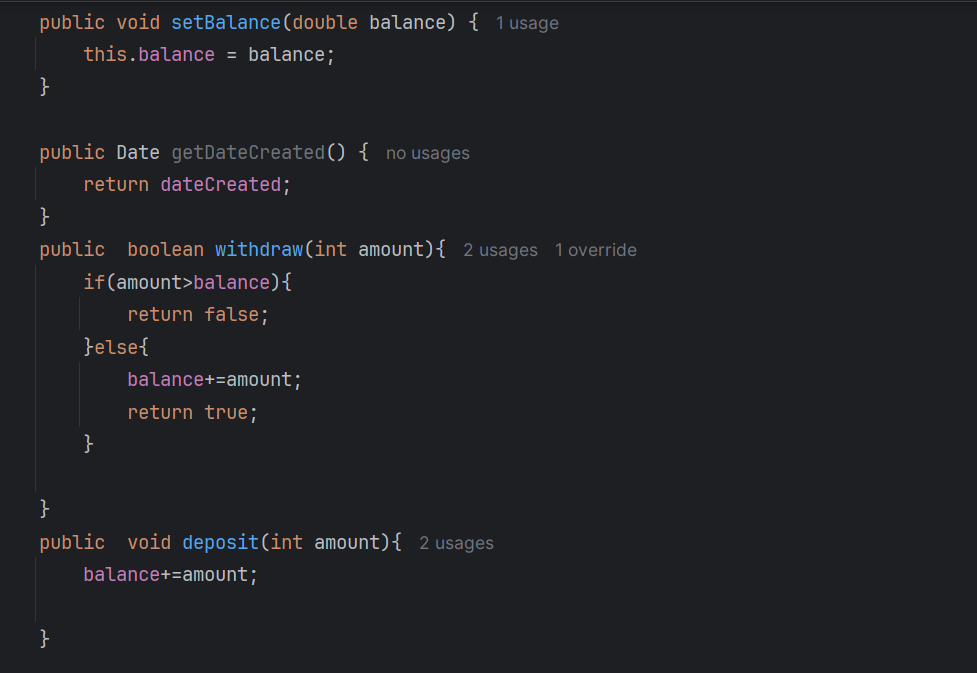 public void setBalance(double balance) { 1 usage
    this.balance = balance;
}

public Date getDateCreated() { no usages
    return dateCreated;
}
public  boolean withdraw(int amount){ 2 usages 1 override
    if(amount>balance){
        return false;
    }else{
        balance+=amount;
        return true;
    }

}
public  void deposit(int amount){ 2 usages
    balance+=amount;

}